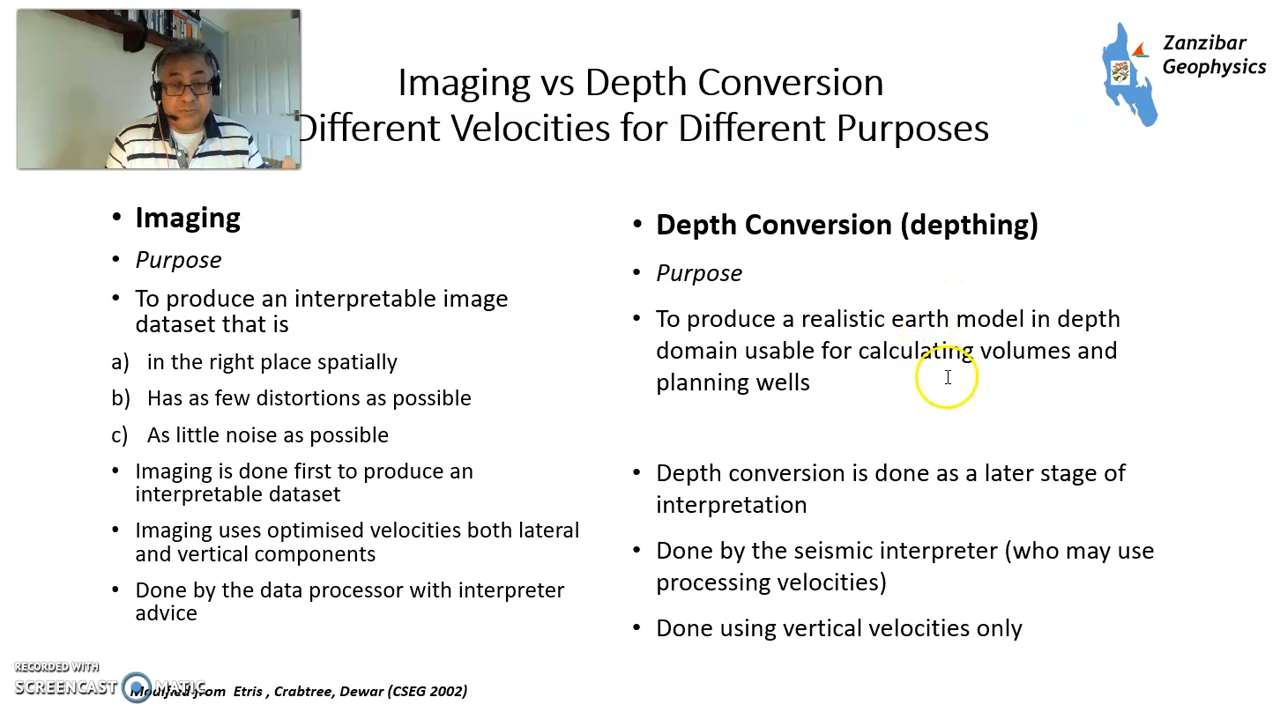 Zanzibar
Geophysics
Imaging vs Depth Conversion
Different Velocities for Different Purposes
• Imaging
• Purpose
• To produce an interpretable image
dataset that is
a) in the right place spatially
b) Has as few distortions as possible
c) As little noise as possible
• Imaging is done first to produce an
interpretable dataset
• Imaging uses optimised velocities both lateral
and vertical components
• Done by the data processor with interpreter
advice
• Depth Conversion (depthing)
• Purpose
• To produce a realistic earth model in depth
domain usable for calculating volumes and
planning wells
• Depth conversion is done as a later stage of
interpretation
• Done by the seismic interpreter (who may use
processing velocities)
• Done using vertical velocities only
RECORDED WITH
SCREENCAST MATIC
Modified from Etris , Crabtree, Dewar (CSEG 2002)